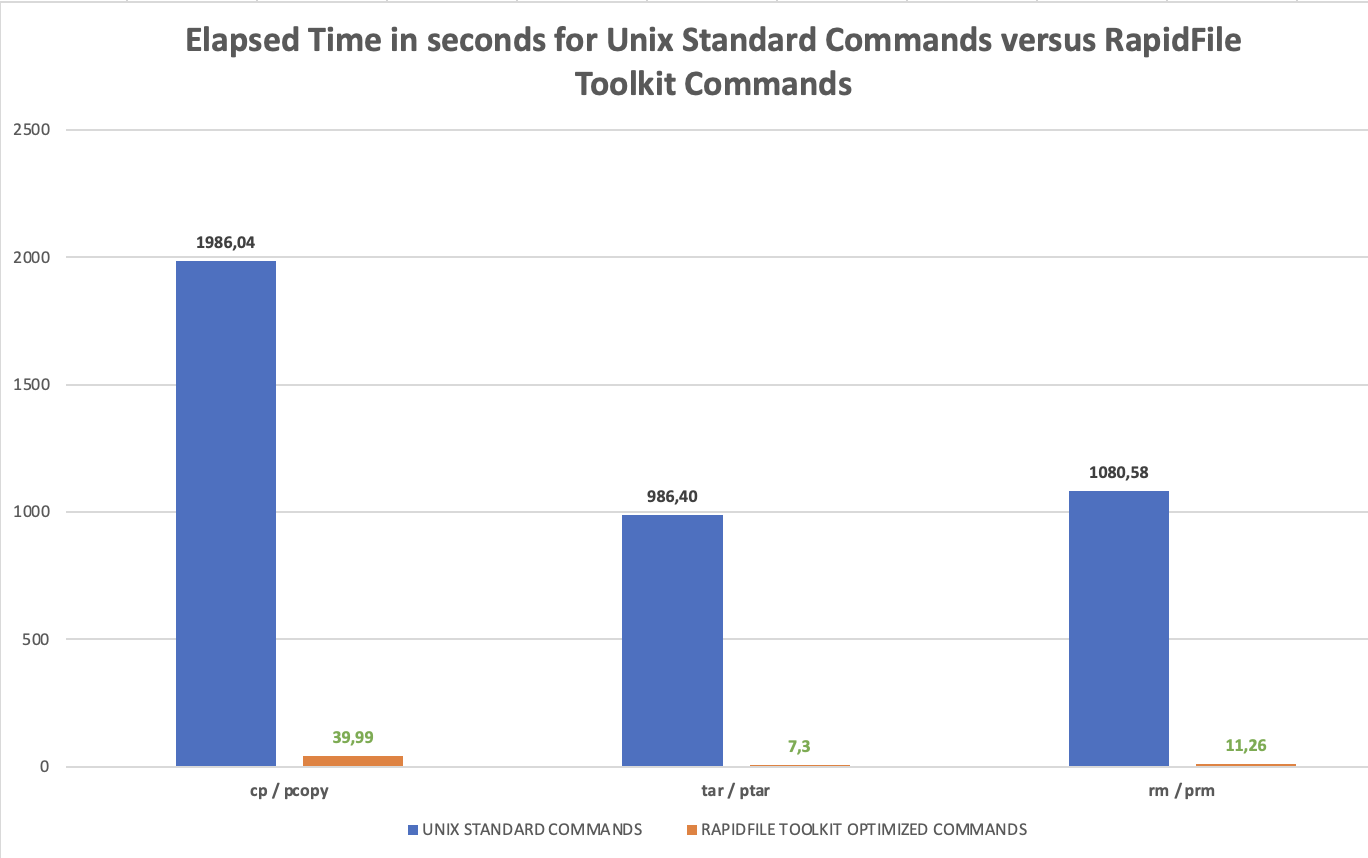 Elapsed Time in seconds for Unix Standard Commands versus RapidFile
Toolkit Commands
2500
2000
1500
1000
500
0
1986,04
39,99
986,40
7,3
1080,58
11,26
cp / pcopy
tar / ptar
rm / prm
UNIX STANDARD COMMANDS
RAPIDFILE TOOLKIT OPTIMIZED COMMANDS